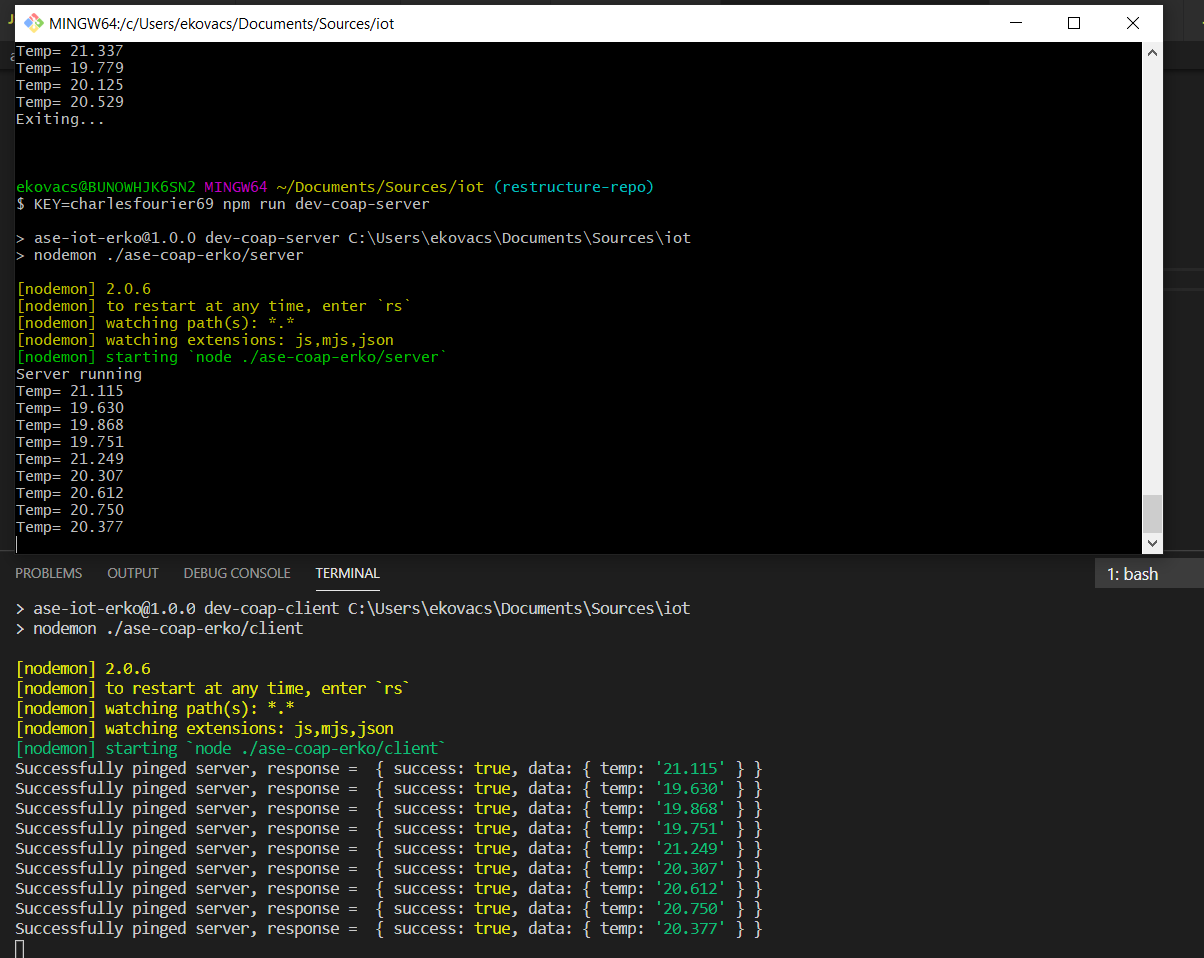 MINGW64:/c/Users/ekovacs/Documents/Sources/iot
Temp= 21.337
Temp= 19.779
Temp= 20.125
Temp= 20.529
Exiting...
ekovacs@BUNOWHJK6SN2 MINGW64 ~/Documents/Sources/iot (restructure-repo)
$ KEY=charlesfourier69 npm run dev-coap-server
> ase-iot-erko@1.0.0 dev-coap-server C:\Users\ekovacs\Documents\Sources\iot
> nodemon ./ase-coap-erko/server
[nodemon] 2.0.6
[nodemon] to restart at any time, enter `rs`
[nodemon] watching path(s): *.*
[nodemon] watching extensions: js,mjs,json
[nodemon] starting `node ./ase-coap-erko/server`
Server running
Temp= 21.115
Temp= 19.630
Temp= 19.868
Temp= 19.751
Temp= 21.249
Temp= 20.307
Temp= 20.612
Temp= 20.750
Temp= 20.377
PROBLEMS OUTPUT DEBUG CONSOLE TERMINAL 1: bash
> ase-iot-erko@1.0.0 dev-coap-client C:\Users\ekovacs\Documents\Sources\iot
> nodemon ./ase-coap-erko/client
[nodemon] 2.0.6
[nodemon] to restart at any time, enter `rs`
[nodemon] watching path(s): *.*
[nodemon] watching extensions: js,mjs,json
[nodemon] starting `node ./ase-coap-erko/client`
Successfully pinged server, response =  { success: true, data: { temp: '21.115' } }
Successfully pinged server, response =  { success: true, data: { temp: '19.630' } }
Successfully pinged server, response =  { success: true, data: { temp: '19.868' } }
Successfully pinged server, response =  { success: true, data: { temp: '19.751' } }
Successfully pinged server, response =  { success: true, data: { temp: '21.249' } }
Successfully pinged server, response =  { success: true, data: { temp: '20.307' } }
Successfully pinged server, response =  { success: true, data: { temp: '20.612' } }
Successfully pinged server, response =  { success: true, data: { temp: '20.750' } }
Successfully pinged server, response =  { success: true, data: { temp: '20.377' } }